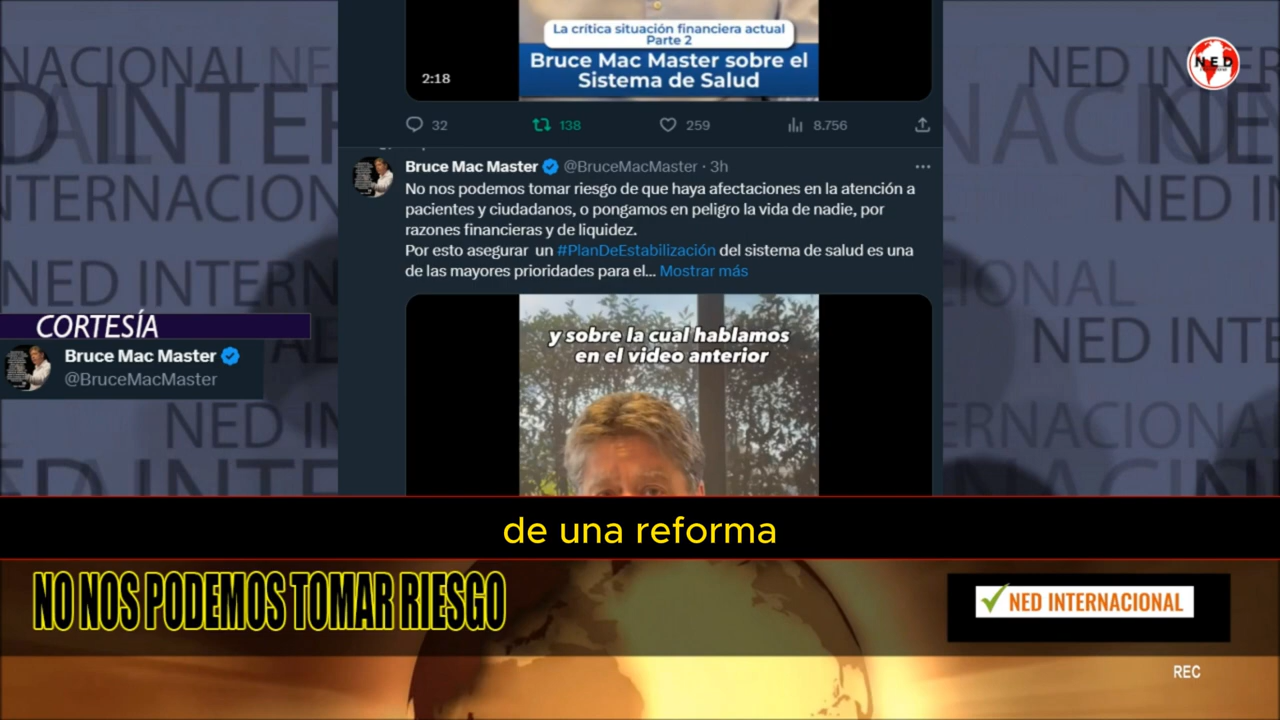 La crítica situación financiera actual
Parte 2
Bruce Mac Master sobre el
Sistema de Salud
2:18
32 138 259 8.756
Bruce Mac Master @BruceMacMaster · 3h
No nos podemos tomar riesgo de que haya afectaciones en la atención a
pacientes y ciudadanos, o pongamos en peligro la vida de nadie, por
razones financieras y de liquidez.
Por esto asegurar un #PlanDeEstabilización del sistema de salud es una
de las mayores prioridades para el... Mostrar más
y sobre la cual hablamos
en el video anterior
CORTESÍA
Bruce Mac Master
@BruceMacMaster
NED
de una reforma
NO NOS PODEMOS TOMAR RIESGO
NED INTERNACIONAL
REC